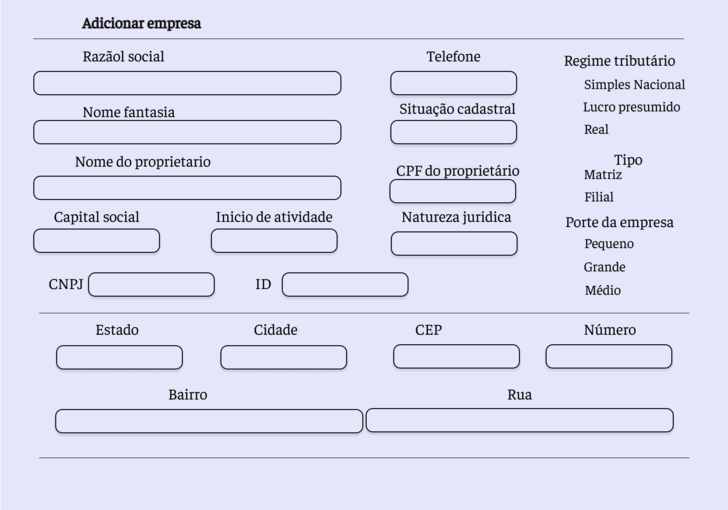 Adicionar empresa
Razãol social
Telefone
Regime tributário
Simples Nacional
Nome fantasia
Situação cadastral
Lucro presumido
Real
Nome do proprietario
CPF do proprietário
Tipo
Matriz
Filial
Capital social
Inicio de atividade
Natureza juridica
Porte da empresa
Pequeno
Grande
CNPJ
ID
Médio
Estado
Cidade
CEP
Número
Bairro
Rua